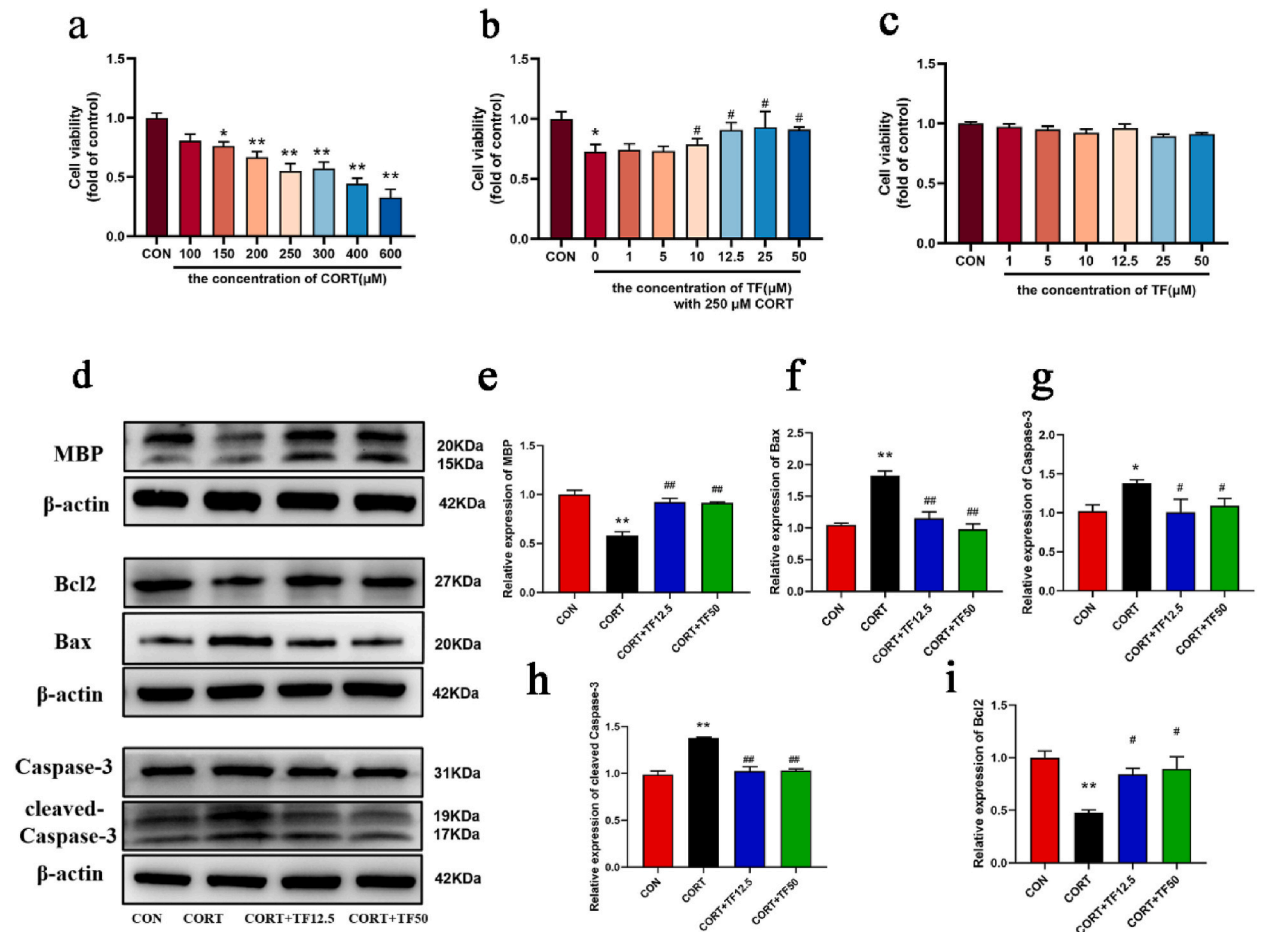 a
Cell viability
(fold of control)
1.5
1.0
0.5
0.0
*
**
**
**
**
**
CON 100 150 200 250 300 400 600
the concentration of CORT(μM)
b
Cell viability
(fold of control)
1.5
1.0
0.5
0.0
*
#
#
#
#
CON 0 1 5 10 12.5 25 50
the concentration of TF(μM)
with 250 μM CORT
c
Cell viability
(fold of control)
1.5
1.0
0.5
0.0
CON 1 5 10 12.5 25 50
the concentration of TF(μM)
d
MBP
20KDa
15KDa
β-actin
42KDa
Bcl2
27KDa
Bax
20KDa
β-actin
42KDa
Caspase-3
31KDa
cleaved-
Caspase-3
19KDa
17KDa
β-actin
42KDa
CON CORT CORT+TF12.5 CORT+TF50
e
Relative expression of MBP
1.5
1.0
0.5
0.0
**
##
##
CON CORT CORT+TF12.5 CORT+TF50
f
Relative expression of Bax
2.5
2.0
1.5
1.0
0.5
0.0
**
##
##
CON CORT CORT+TF12.5 CORT+TF50
g
Relative expression of Caspase-3
2.0
1.5
1.0
0.5
0.0
*
#
#
CON CORT CORT+TF12.5 CORT+TF50
h
Relative expression of cleaved Caspase-3
1.5
1.0
0.5
0.0
**
##
##
CON CORT CORT+TF12.5 CORT+TF50
i
Relative expression of Bcl2
1.5
1.0
0.5
0.0
**
#
#
CON CORT CORT+TF12.5 CORT+TF50